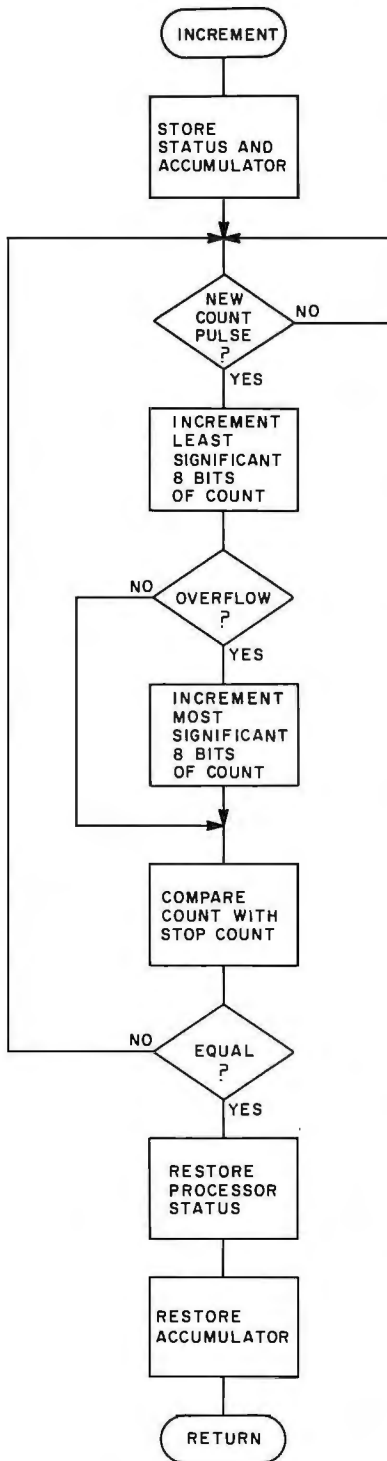 INCREMENT
STORE
STATUS AND
ACCUMULATOR
NEW
COUNT
PULSE
?
NO
YES
INCREMENT
LEAST
SIGNIFICANT
8 BITS
OF COUNT
NO
OVERFLOW
?
YES
INCREMENT
MOST
SIGNIFICANT
8 BITS
OF COUNT
COMPARE
COUNT WITH
STOP COUNT
NO
EQUAL
?
YES
RESTORE
PROCESSOR
STATUS
RESTORE
ACCUMULATOR
RETURN